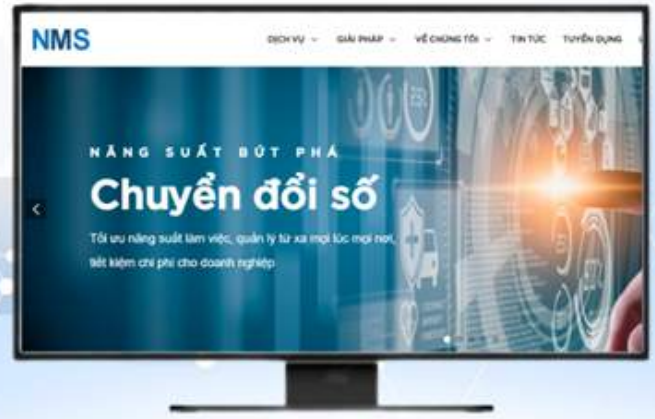 NMS
DỊCH VỤ GIẢI PHÁP VỀ CHÚNG TÔI TIN TỨC TUYỂN DỤNG
NĂNG SUẤT BỨT PHÁ
Chuyển đổi số
Tối ưu năng suất làm việc, quản lý từ xa mọi lúc mọi nơi,
tiết kiệm chi phí cho doanh nghiệp